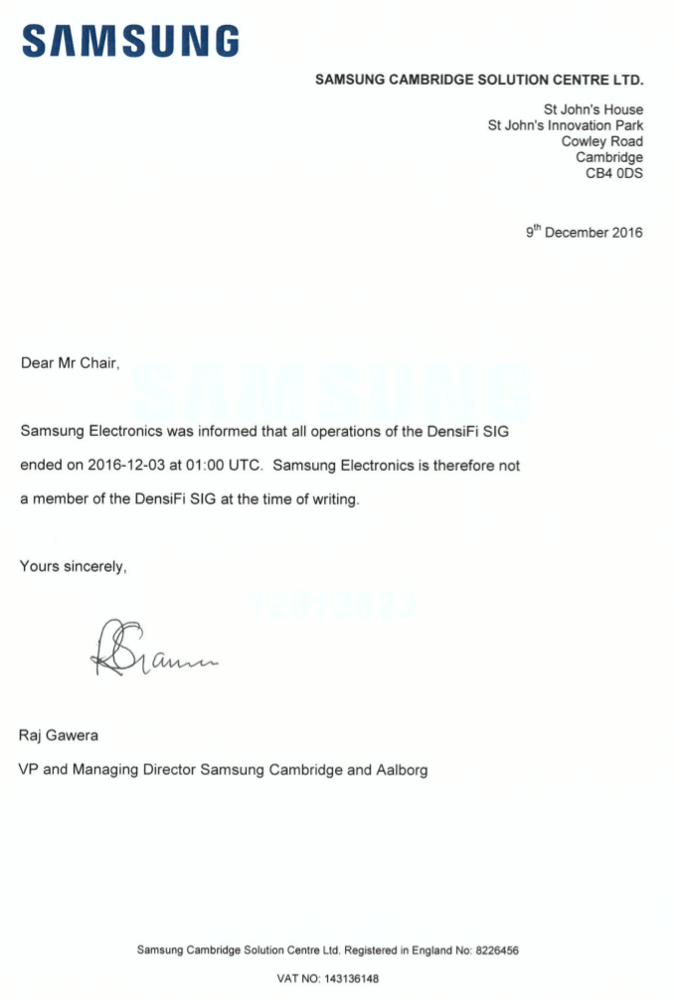 SAMSUNG
SAMSUNG CAMBRIDGE SOLUTION CENTRE LTD.
St John's House
St John's Innovation Park
Cowley Road
Cambridge
CB4 0DS
9th December 2016
Dear Mr Chair,
SAMSUNG
Samsung Electronics was informed that all operations of the DensiFi SIG
ended on 2016-12-03 at 01:00 UTC. Samsung Electronics is therefore not
a member of the DensiFi SIG at the time of writing.
Yours sincerely,
Raj Gawera
VP and Managing Director Samsung Cambridge and Aalborg
Samsung Cambridge Solution Centre Ltd. Registered in England No: 8226456
VAT NO: 143136148